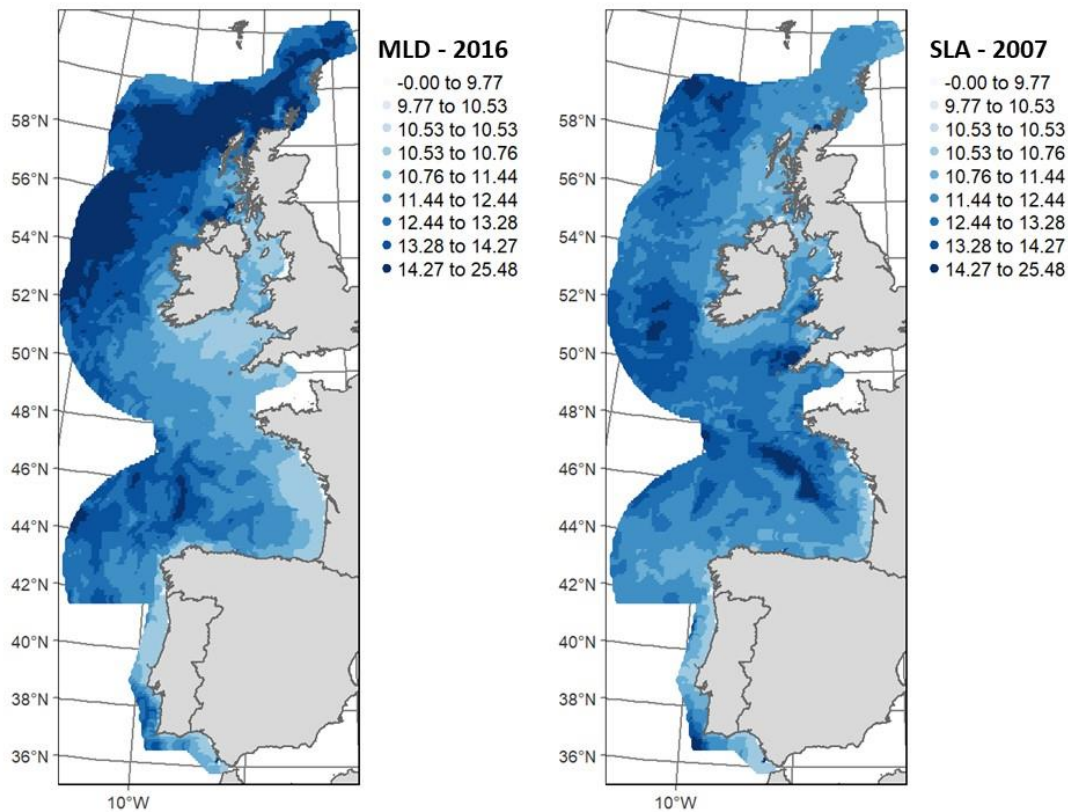 MLD - 2016
-0.00 to 9.77
9.77 to 10.53
10.53 to 10.53
10.53 to 10.76
10.76 to 11.44
11.44 to 12.44
12.44 to 13.28
13.28 to 14.27
14.27 to 25.48
58°N
56°N
54°N
52°N
50°N
48°N
46°N
44°N
42°N
40°N
38°N
36°N
10°W
SLA - 2007
-0.00 to 9.77
9.77 to 10.53
10.53 to 10.53
10.53 to 10.76
10.76 to 11.44
11.44 to 12.44
12.44 to 13.28
13.28 to 14.27
14.27 to 25.48
58°N
56°N
54°N
52°N
50°N
48°N
46°N
44°N
42°N
40°N
38°N
36°N
10°W